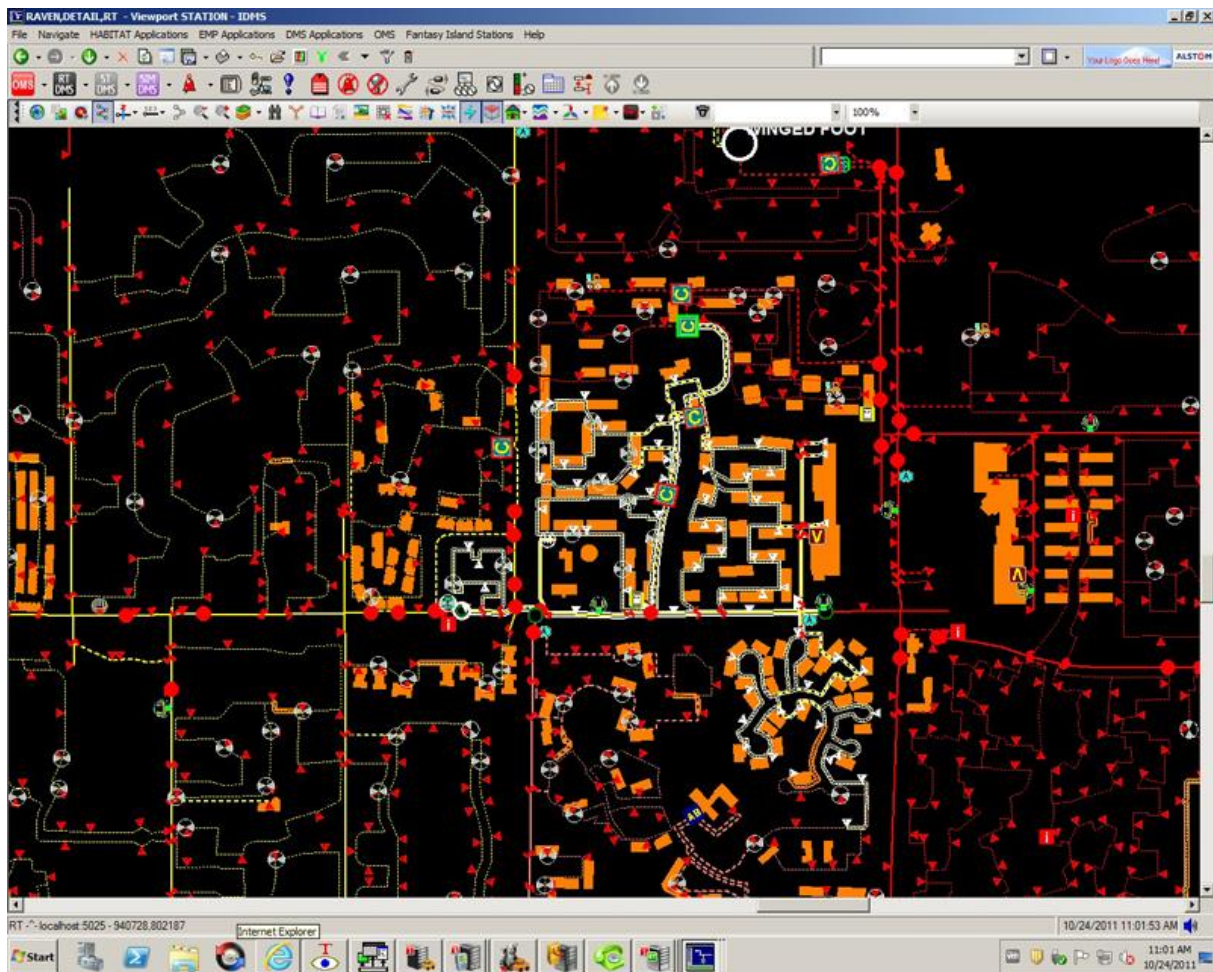 RAVEN,DETAIL,RT - Viewport STATION - IDMS
File Navigate HABITAT Applications EMP Applications DMS Applications OMS Fantasy Island Stations Help
Your Logo Goes Here! ALSTOM
OMS RT DMS ST DMS SIM DMS
100%
WINGED FOOT
RT -^- localhost:5025 - 940728,802187
Internet Explorer
10/24/2011 11:01:53 AM
Start
11:01 AM
10/24/2011